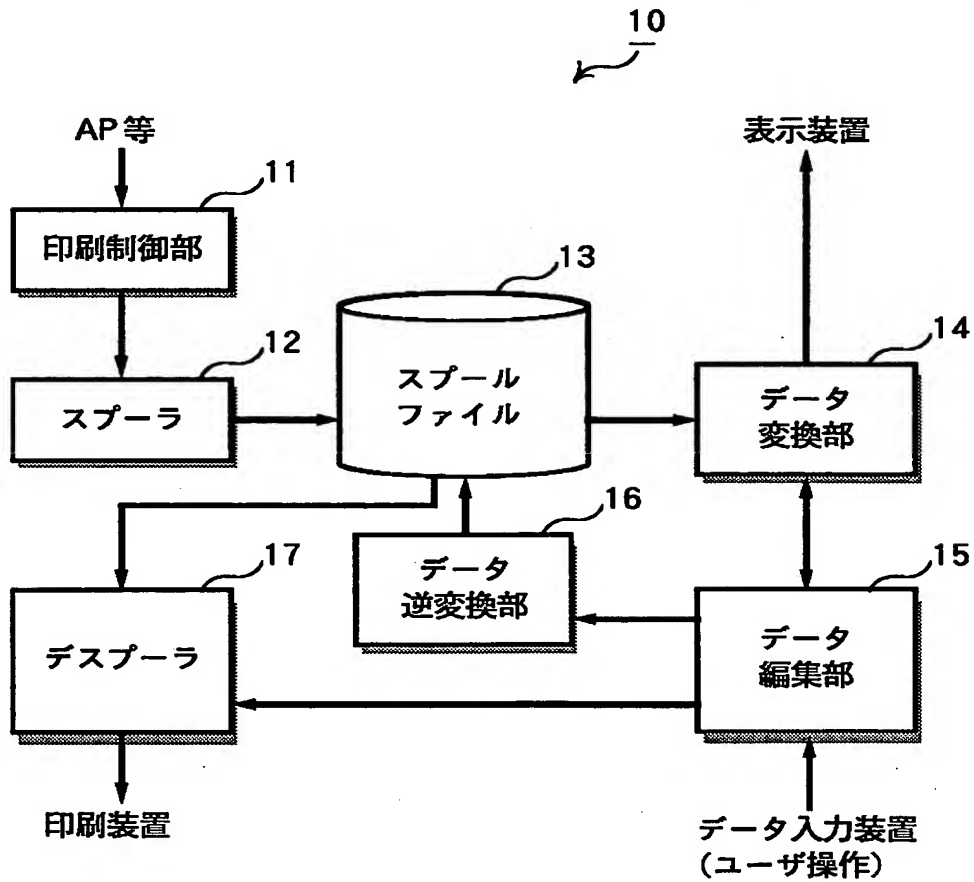 10
AP等
表示装置
11
印刷制御部
13
12
14
スプーラ
スプール
ファイル
データ
変換部
16
17
15
データ
逆変換部
デスプーラ
データ
編集部
印刷装置
データ入力装置
(ユーザ操作)